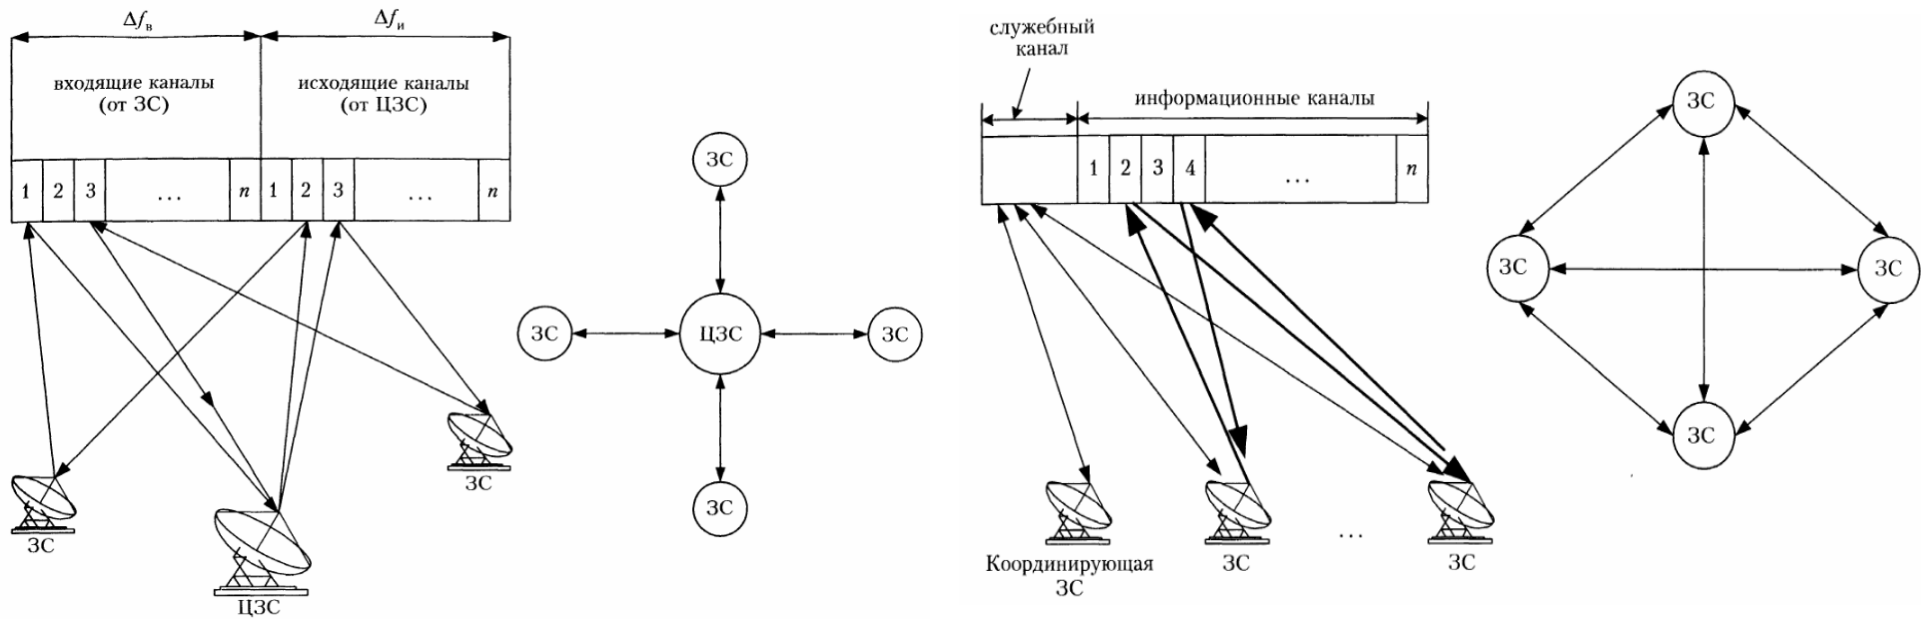 Δfв
Δfи
входящие каналы
(от ЗС)
исходящие каналы
(от ЦЗС)
1 2 3 ... n 1 2 3 ... n
ЗС
ЗС
ЦЗС
ЗС
ЦЗС
ЗС
ЗС
ЗС
служебный
канал
информационные каналы
1 2 3 4 ... n
Координирующая
ЗС
ЗС
...
ЗС
ЗС
ЗС
ЗС
ЗС